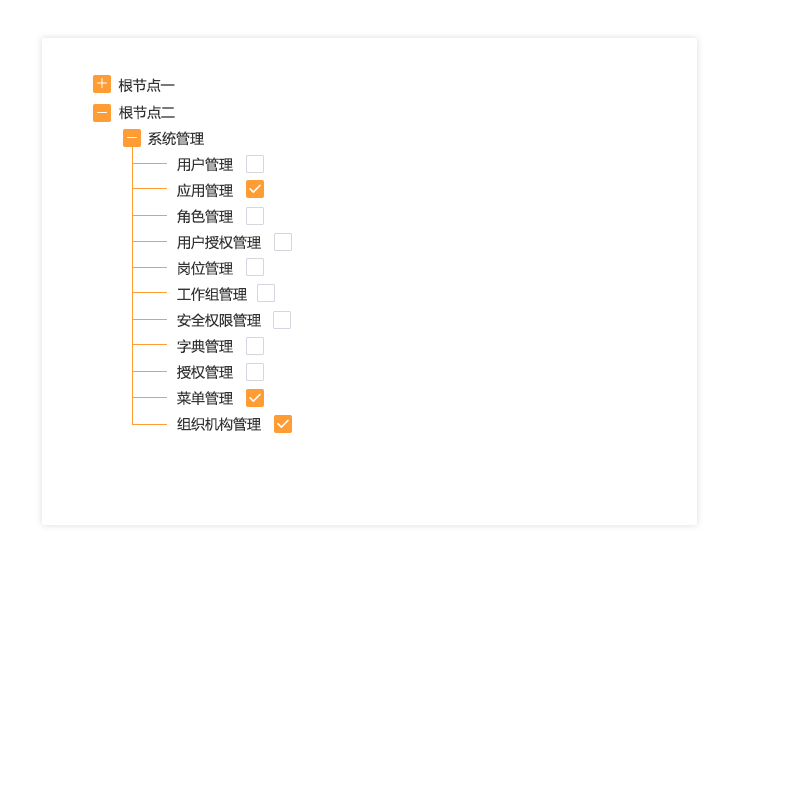 根节点一
根节点二
系统管理
用户管理
应用管理
角色管理
用户授权管理
岗位管理
工作组管理
安全权限管理
字典管理
授权管理
菜单管理
组织机构管理